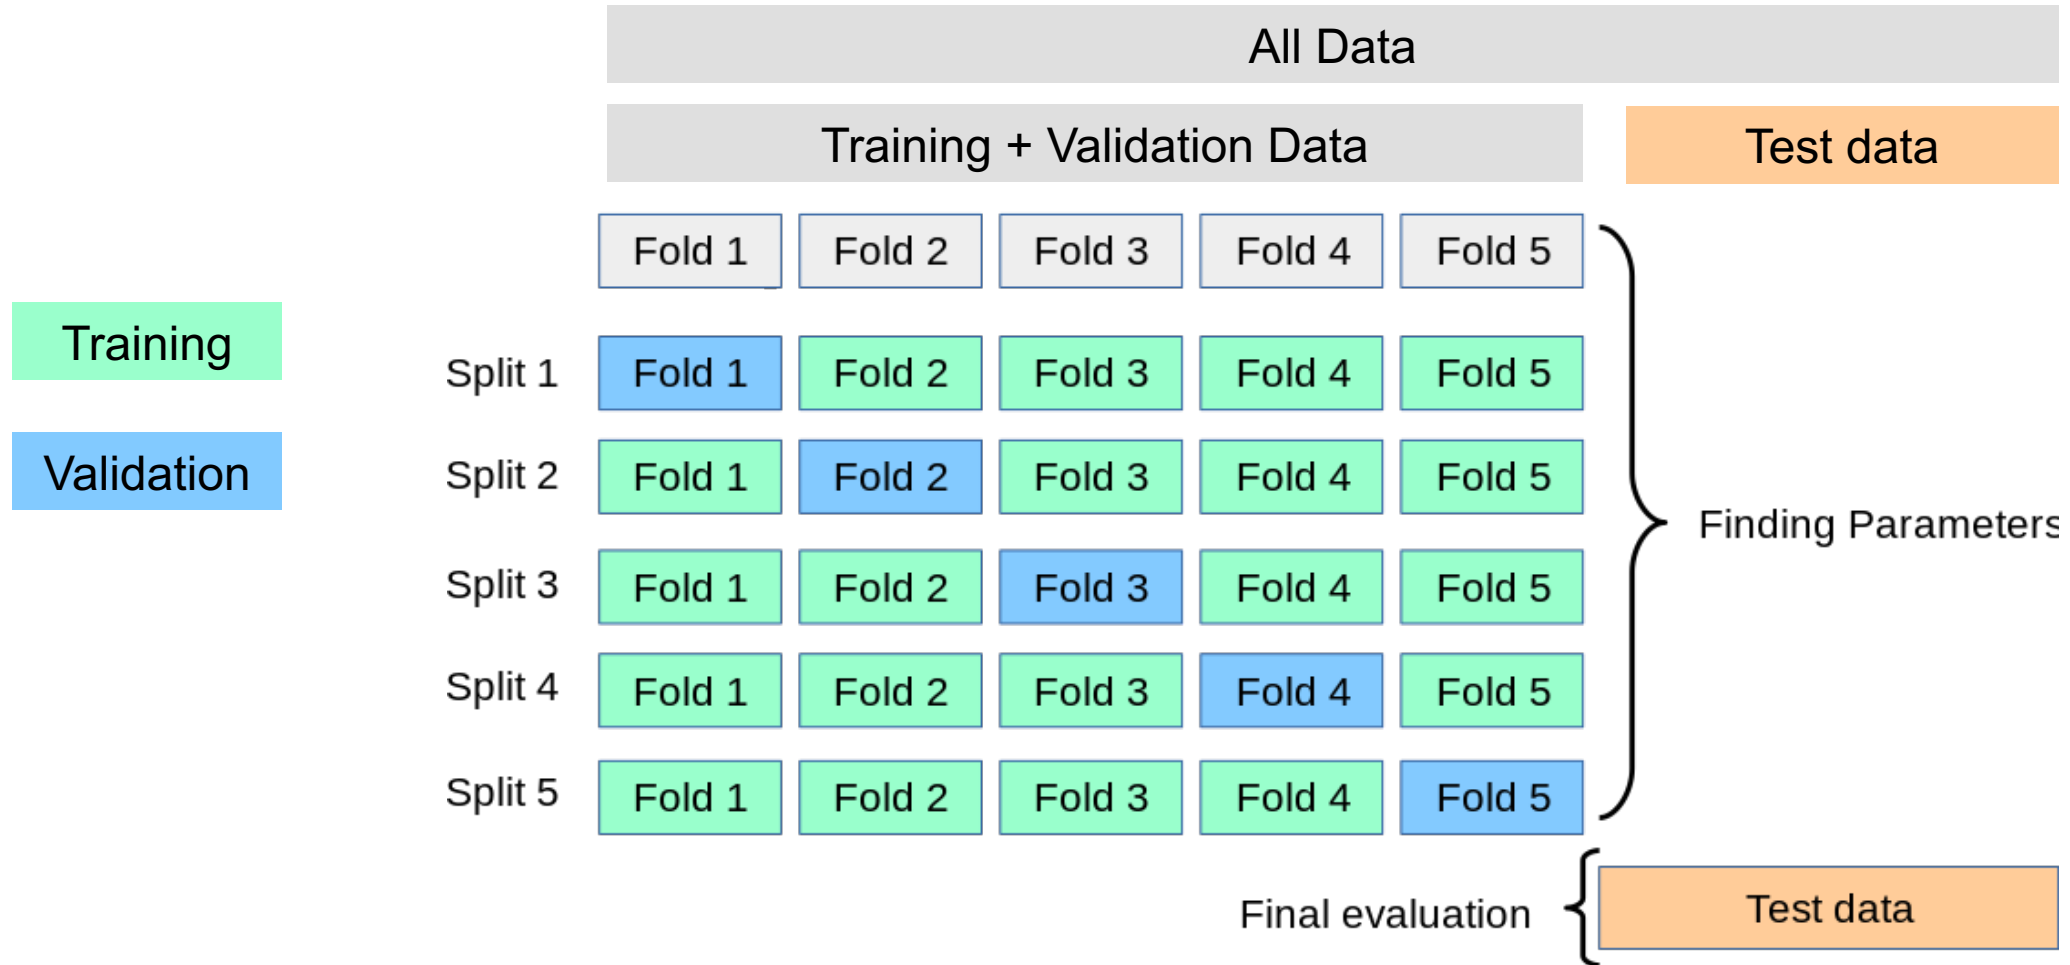 All Data
Training + Validation Data
Test data
Fold 1 Fold 2 Fold 3 Fold 4 Fold 5
Training
Split 1 Fold 1 Fold 2 Fold 3 Fold 4 Fold 5
Validation
Split 2 Fold 1 Fold 2 Fold 3 Fold 4 Fold 5
Finding Parameters
Split 3 Fold 1 Fold 2 Fold 3 Fold 4 Fold 5
Split 4 Fold 1 Fold 2 Fold 3 Fold 4 Fold 5
Split 5 Fold 1 Fold 2 Fold 3 Fold 4 Fold 5
Final evaluation
Test data